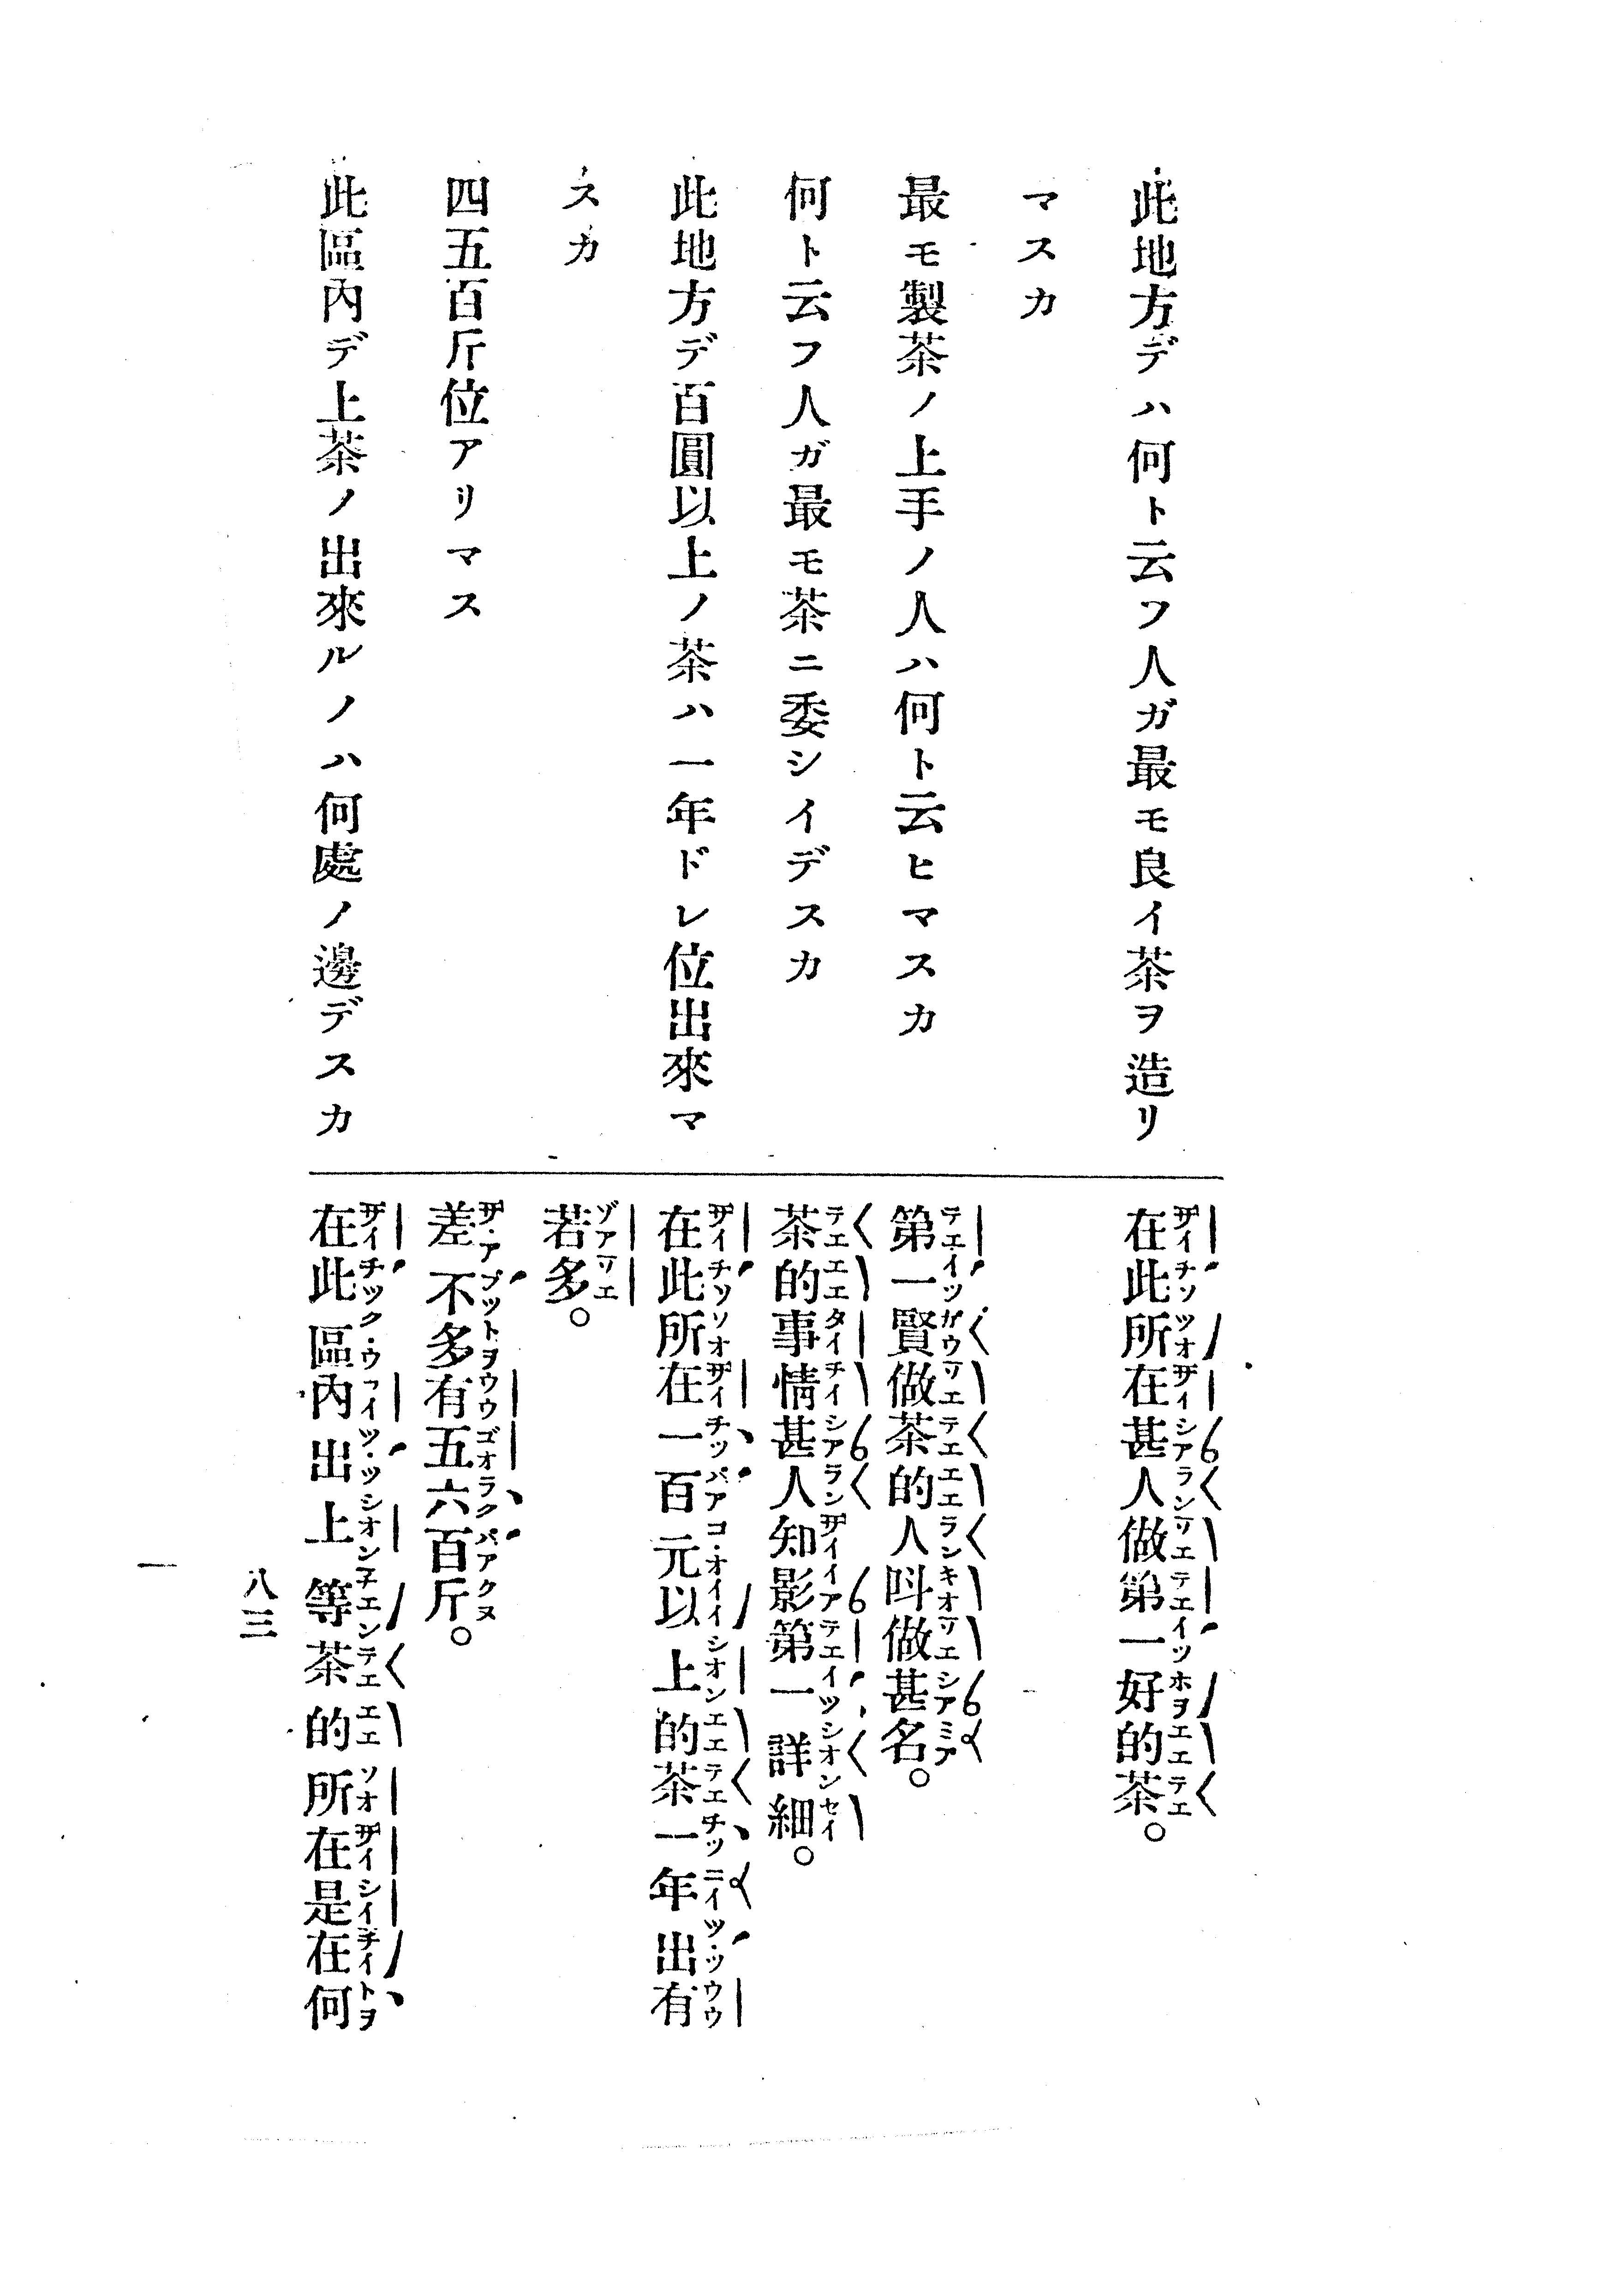 此地方デハ何ト云フ人ガ最モ良イ茶ヲ造リ
マスカ
最モ製茶ノ上手ノ人ハ何ト云ヒマスカ
何ト云フ人ガ最モ茶ニ委シイデスカ
此地方デ百圓以上ノ茶ハ一年ドレ位出來マ
スカ
四五百斤位アリマス
此區內デ上茶ノ出來ルノハ何處ノ邊デスカ
在此所在甚人做第一好的茶。
第一賢做茶的人呌做甚名。
茶的事情甚人知影第一詳細。
在此所在一百元以上的茶一年出有
若多。
差不多有五六百斤。
在此區內出上等茶的所在是在何
八三